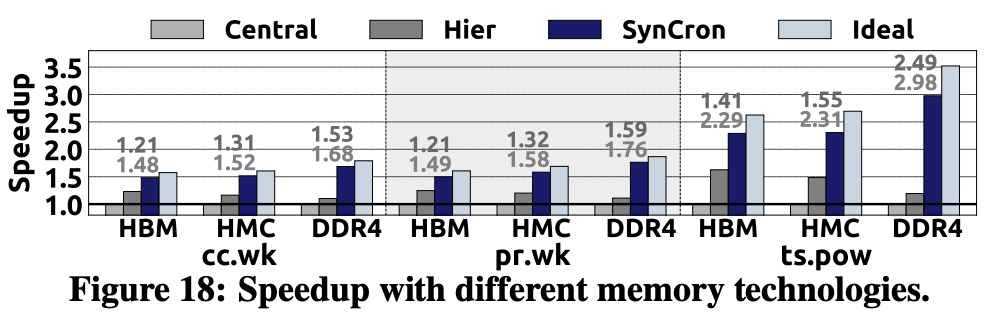 Central Hier SynCron Ideal
Speedup
3.5
3.0
2.5
2.0
1.5
1.0
1.21 1.31 1.53 1.21 1.32 1.59 1.41 1.55 2.49
1.48 1.52 1.68 1.49 1.58 1.76 2.29 2.31 2.98
HBM HMC DDR4 HBM HMC DDR4 HBM HMC DDR4
cc.wk pr.wk ts.pow
Figure 18: Speedup with different memory technologies.